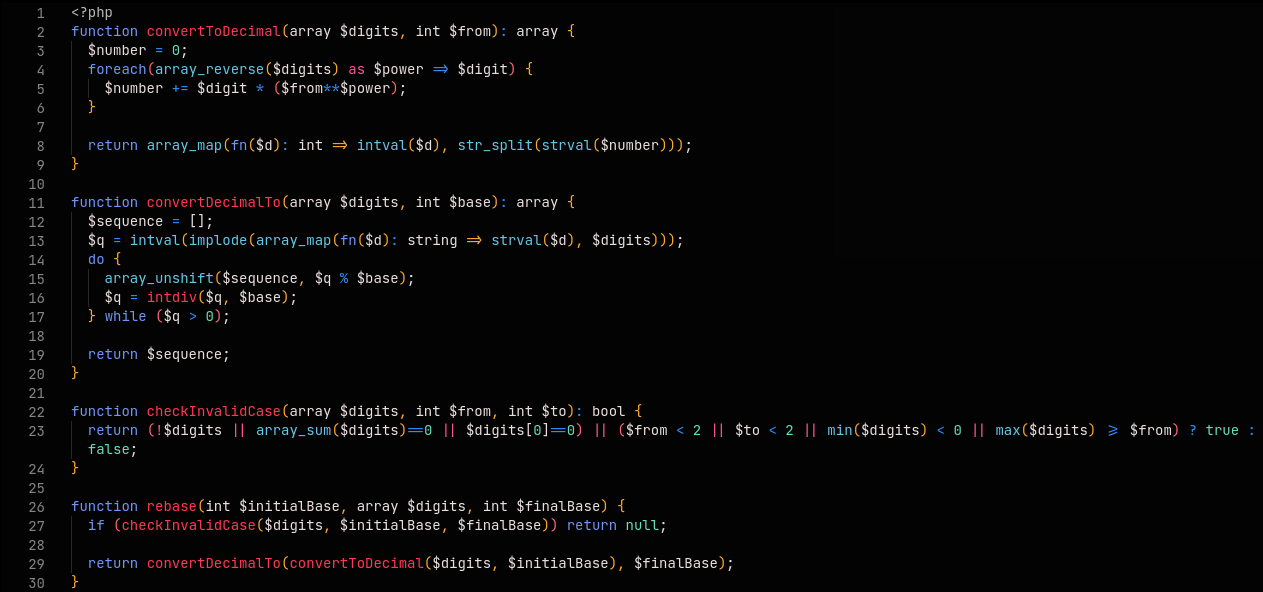 1 <?php
2 function convertToDecimal(array $digits, int $from): array {
3 $number = 0;
4 foreach(array_reverse($digits) as $power => $digit) {
5 $number += $digit * ($from**$power);
6 }
7
8 return array_map(fn($d): int => intval($d), str_split(strval($number)));
9 }
10
11 function convertDecimalTo(array $digits, int $base): array {
12 $sequence = [];
13 $q = intval(implode(array_map(fn($d): string => strval($d), $digits)));
14 do {
15 array_unshift($sequence, $q % $base);
16 $q = intdiv($q, $base);
17 } while ($q > 0);
18
19 return $sequence;
20 }
21
22 function checkInvalidCase(array $digits, int $from, int $to): bool {
23 return (!$digits || array_sum($digits)==0 || $digits[0]==0) || ($from < 2 || $to < 2 || min($digits) < 0 || max($digits) >= $from) ? true :
false;
24 }
25
26 function rebase(int $initialBase, array $digits, int $finalBase) {
27 if (checkInvalidCase($digits, $initialBase, $finalBase)) return null;
28
29 return convertDecimalTo(convertToDecimal($digits, $initialBase), $finalBase);
30 }